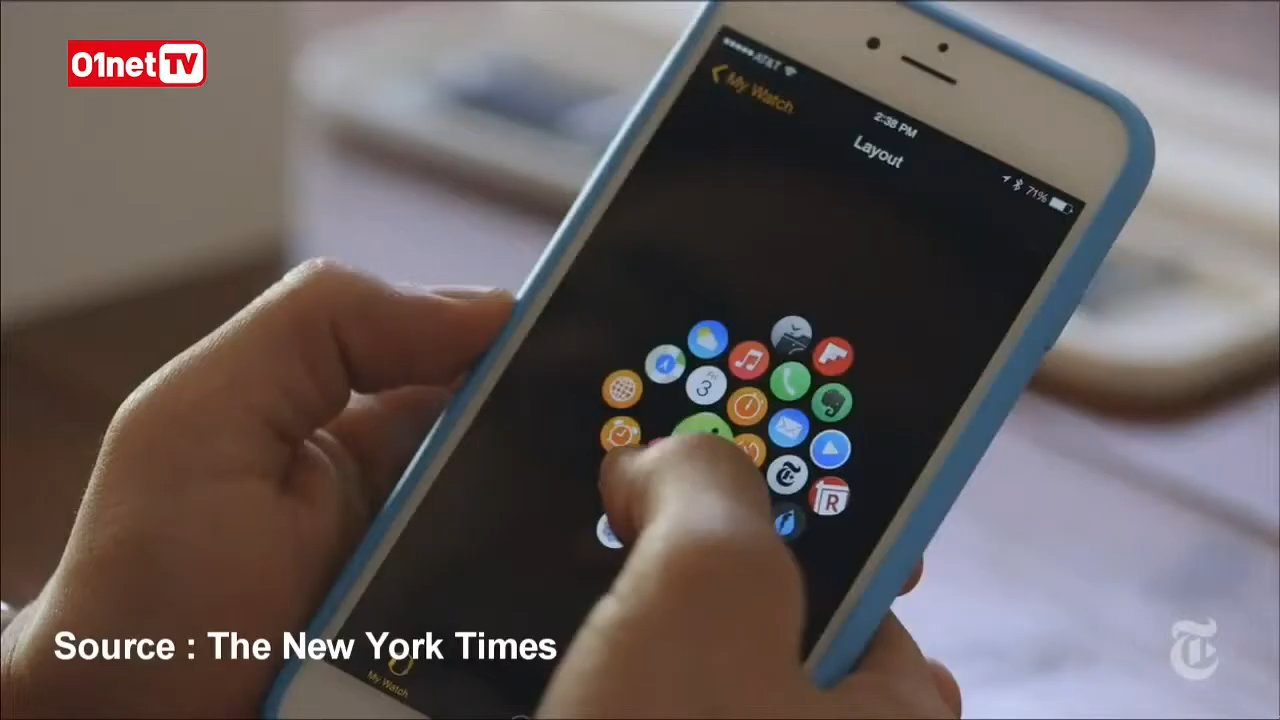 01netTV
AT&T
My Watch
2:38 PM
Layout
71%
3
R
Source : The New York Times
My Watch